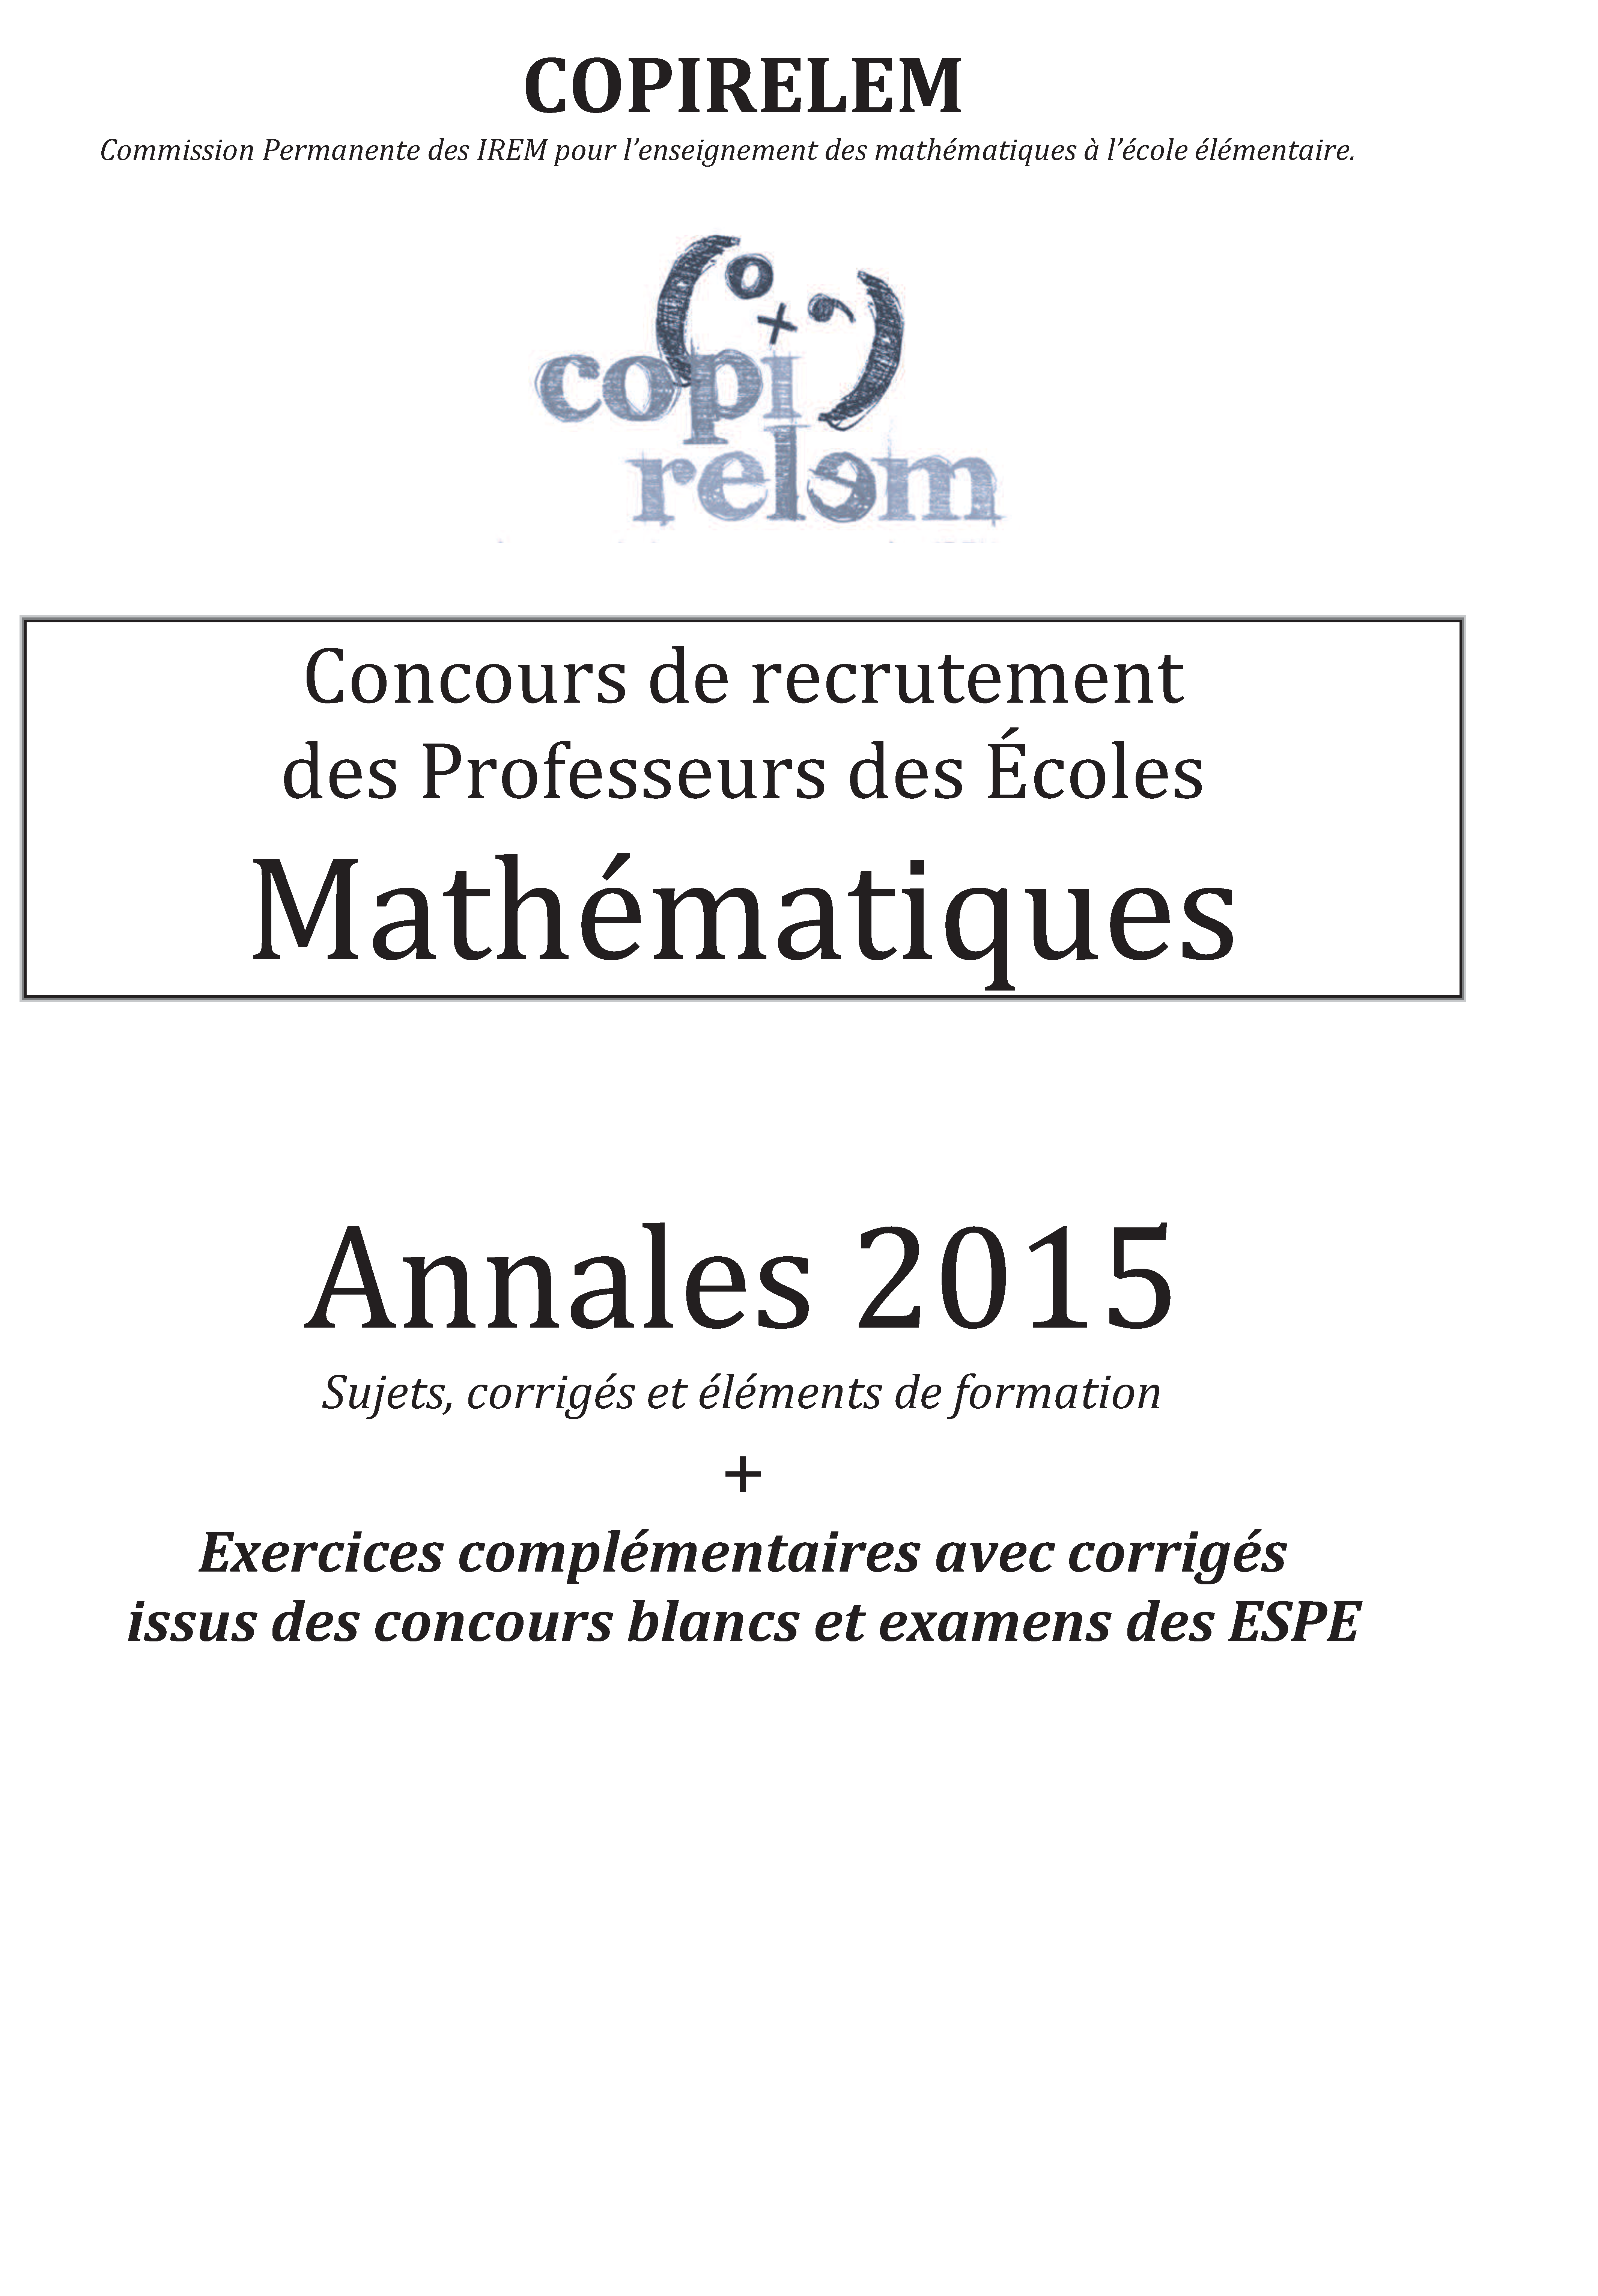 COPIRELEM
Commission Permanente des IREM pour l’enseignement des mathématiques à l’école élémentaire.
copi
relem
Concours de recrutement
des Professeurs des Écoles
Mathématiques
Annales 2015
Sujets, corrigés et éléments de formation
+
Exercices complémentaires avec corrigés
issus des concours blancs et examens des ESPE